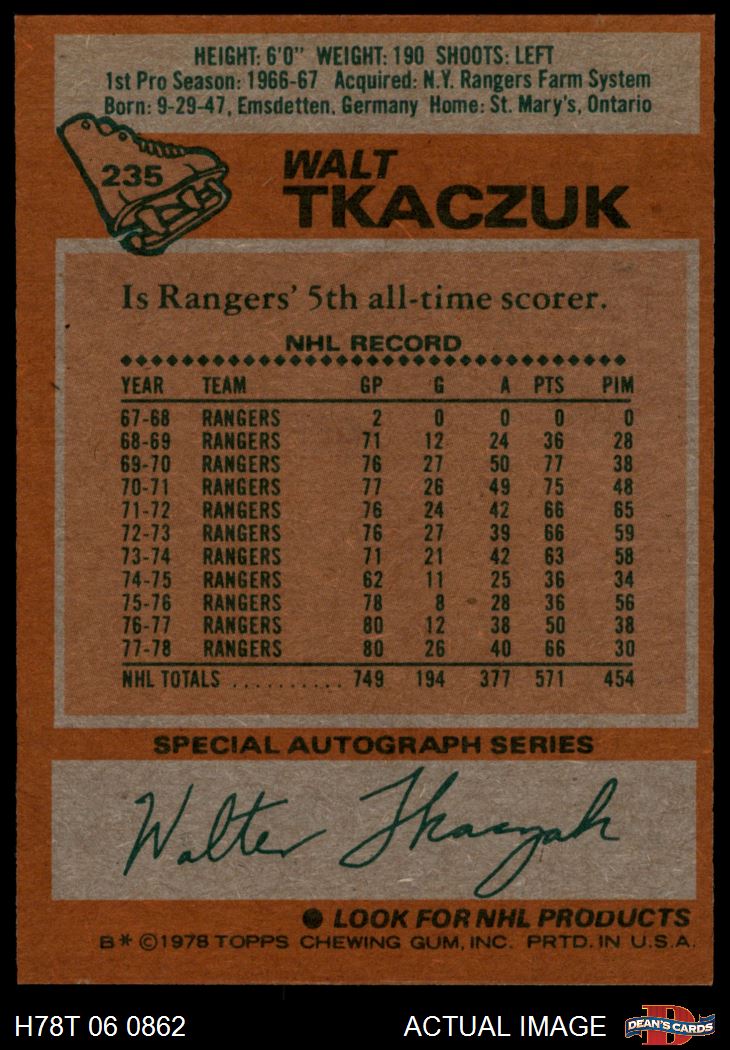 HEIGHT: 6'0" WEIGHT: 190 SHOOTS: LEFT
1st Pro Season: 1966-67 Acquired: N.Y. Rangers Farm System
Born: 9-29-47, Emsdetten, Germany Home: St. Mary's, Ontario
235
WALT
TKACZUK
Is Rangers' 5th all-time scorer.
NHL RECORD
YEAR TEAM GP G A PTS PIM
67-68 RANGERS 2 0 0 0 0
68-69 RANGERS 71 12 24 36 28
69-70 RANGERS 76 27 50 77 38
70-71 RANGERS 77 26 49 75 48
71-72 RANGERS 76 24 42 66 65
72-73 RANGERS 76 27 39 66 59
73-74 RANGERS 71 21 42 63 58
74-75 RANGERS 62 11 25 36 34
75-76 RANGERS 78 8 28 36 56
76-77 RANGERS 80 12 38 50 38
77-78 RANGERS 80 26 40 66 30
NHL TOTALS .......... 749 194 377 571 454
SPECIAL AUTOGRAPH SERIES
Walter Tkaczuk
● LOOK FOR NHL PRODUCTS
B* ©1978 TOPPS CHEWING GUM, INC. PRTD. IN U.S.A.
H78T 06 0862 ACTUAL IMAGE D DEAN'S CARDS